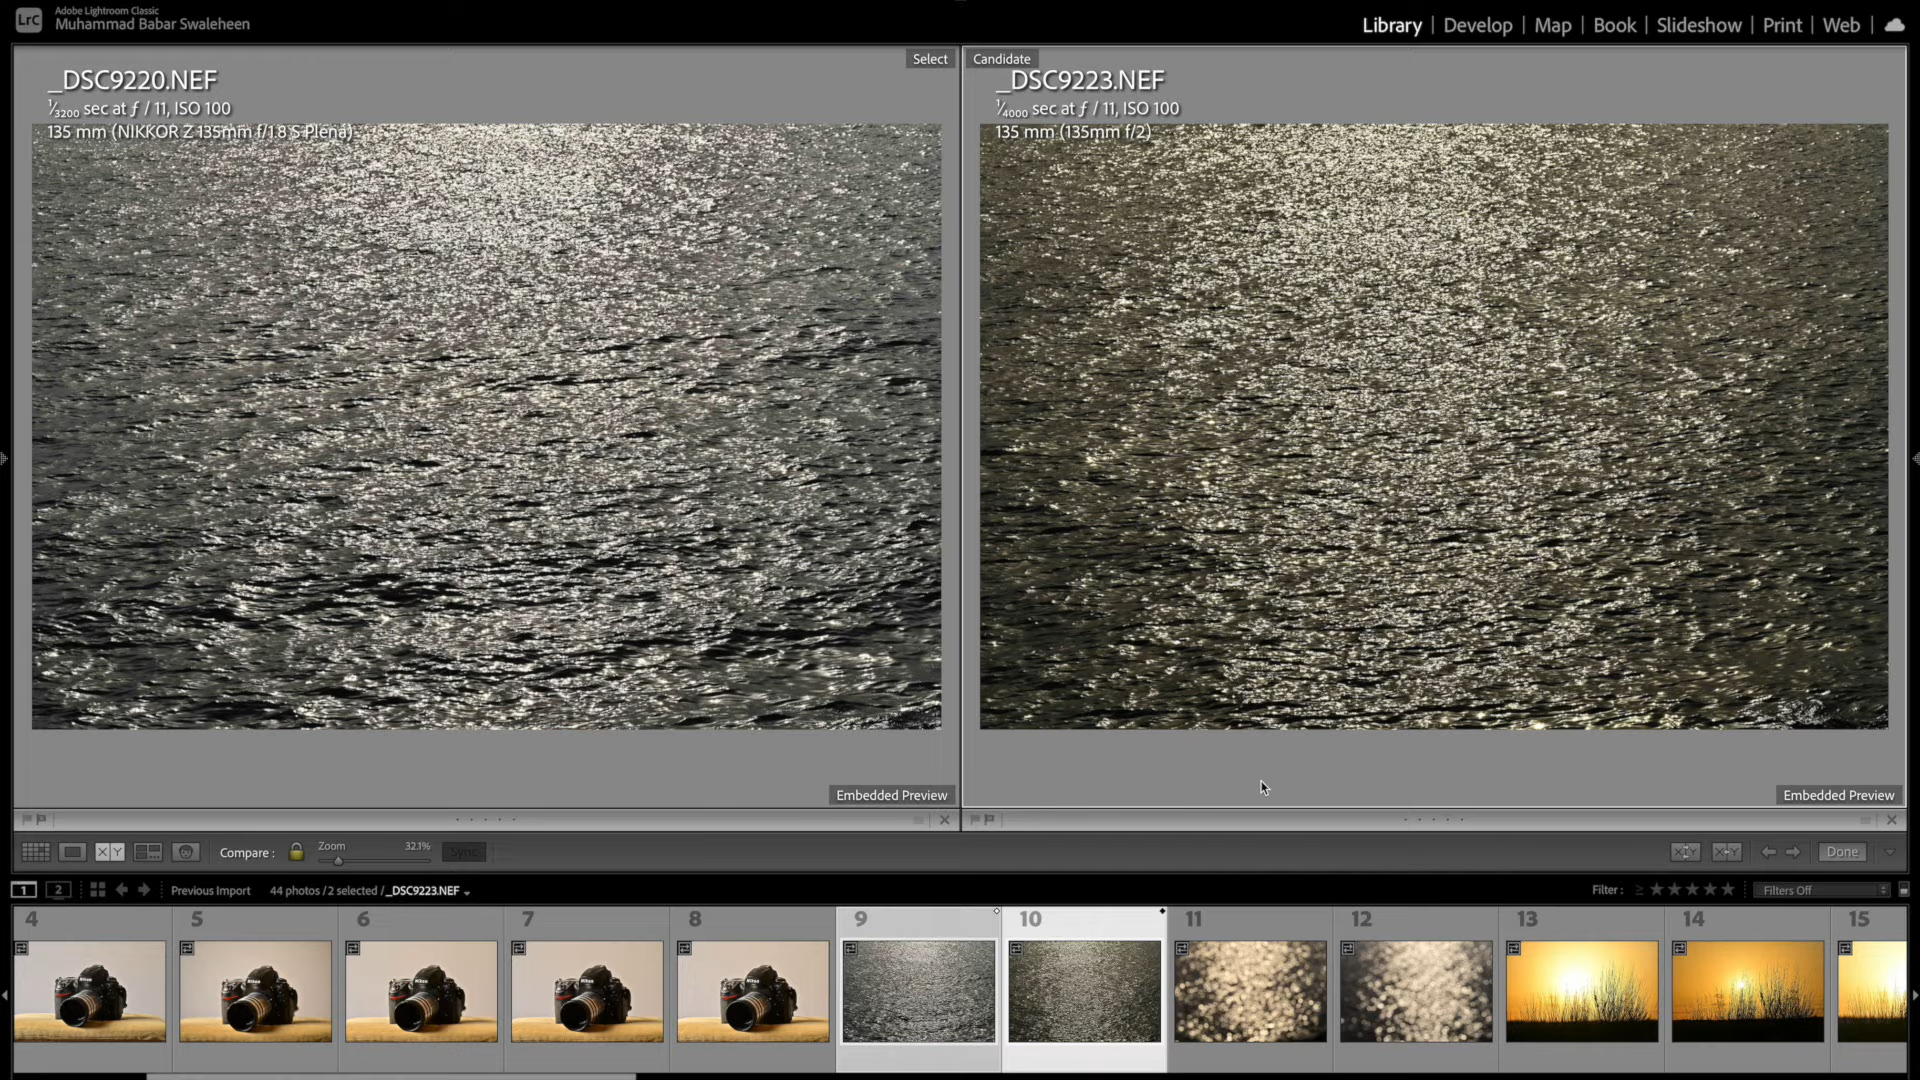 LrC
Adobe Lightroom Classic
Muhammad Babar Swaleheen
Library | Develop | Map | Book | Slideshow | Print | Web
Select
_DSC9220.NEF
1/3200 sec at ƒ / 11, ISO 100
135 mm (NIKKOR Z 135mm f/1.8 S Plena)
Candidate
_DSC9223.NEF
1/4000 sec at ƒ / 11, ISO 100
135 mm (135mm f/2)
Embedded Preview
Embedded Preview
X Y
Compare :
Zoom
32.1%
Sync
Done
1
2
Previous Import
44 photos / 2 selected / _DSC9223.NEF
Filter :
Filters Off
4 5 6 7 8 9 10 11 12 13 14 15